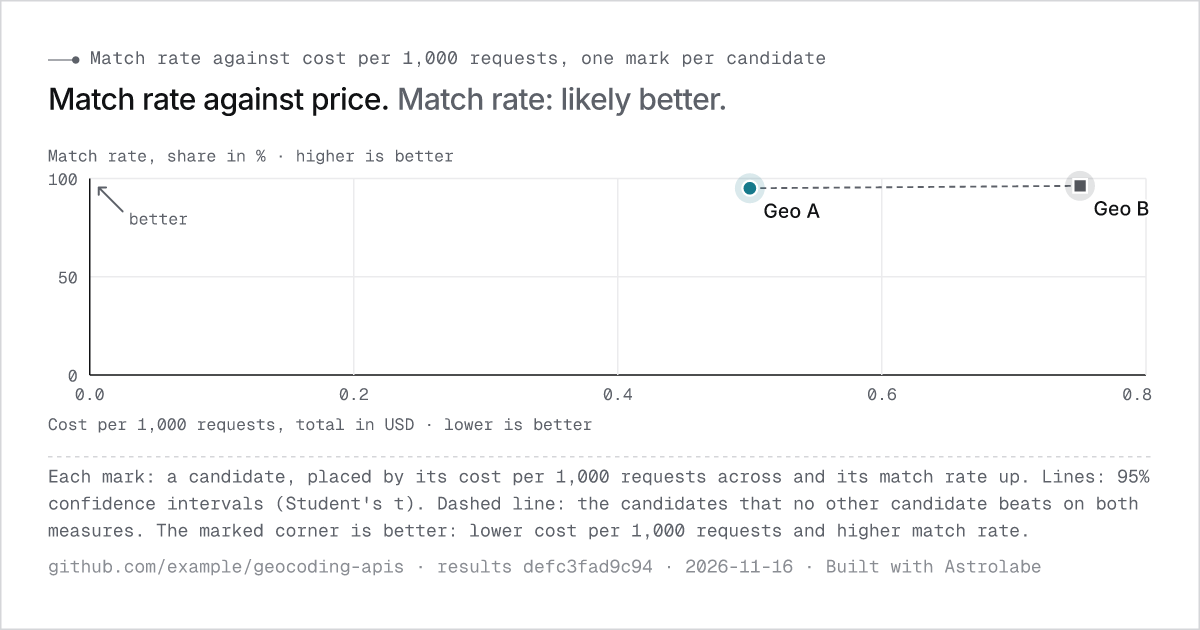 Match rate against cost per 1,000 requests, one mark per candidate
Match rate against price. Match rate: likely better.
Match rate, share in % · higher is better
100
better
Geo A
Geo B
50
0
0.0
0.2
0.4
0.6
0.8
Cost per 1,000 requests, total in USD · lower is better
Each mark: a candidate, placed by its cost per 1,000 requests across and its match rate up. Lines: 95%
confidence intervals (Student's t). Dashed line: the candidates that no other candidate beats on both
measures. The marked corner is better: lower cost per 1,000 requests and higher match rate.
github.com/example/geocoding-apis · results defc3fad9c94 · 2026-11-16 · Built with Astrolabe